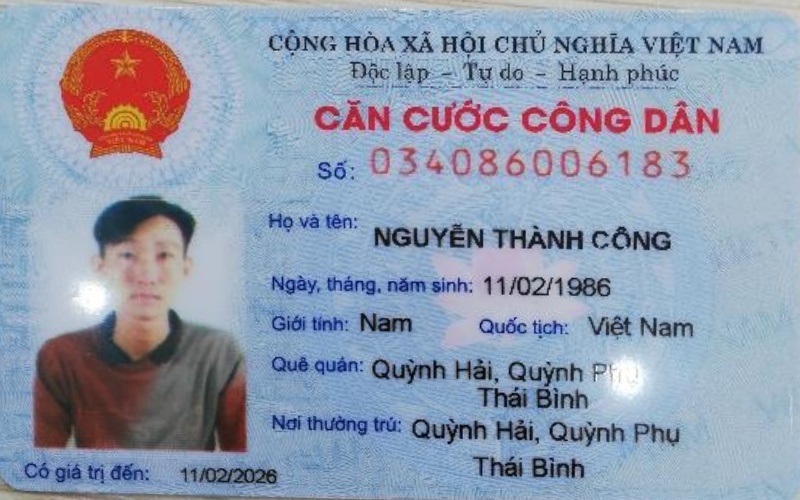 CỘNG HÒA XÃ HỘI CHỦ NGHĨA VIỆT NAM
Độc lập – Tự do – Hạnh phúc
CĂN CƯỚC CÔNG DÂN
Số: 034086006183
Họ và tên: NGUYỄN THÀNH CÔNG
Ngày, tháng, năm sinh: 11/02/1986
Giới tính: Nam Quốc tịch: Việt Nam
Quê quán: Quỳnh Hải, Quỳnh
Thái Bình
Nơi thường trú: Quỳnh Hải, Quỳnh Phụ
Thái Bình
Có giá trị đến: 11/02/2026